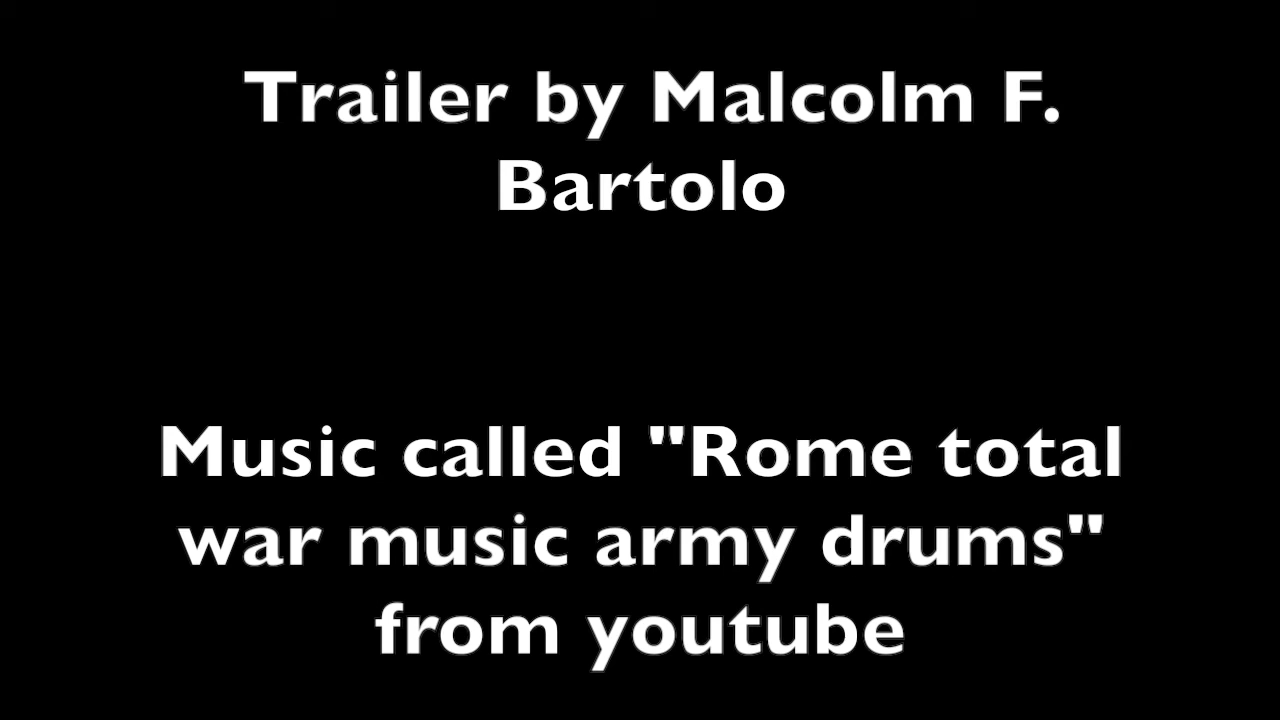 Trailer by Malcolm F.
Bartolo
Music called "Rome total
war music army drums"
from youtube